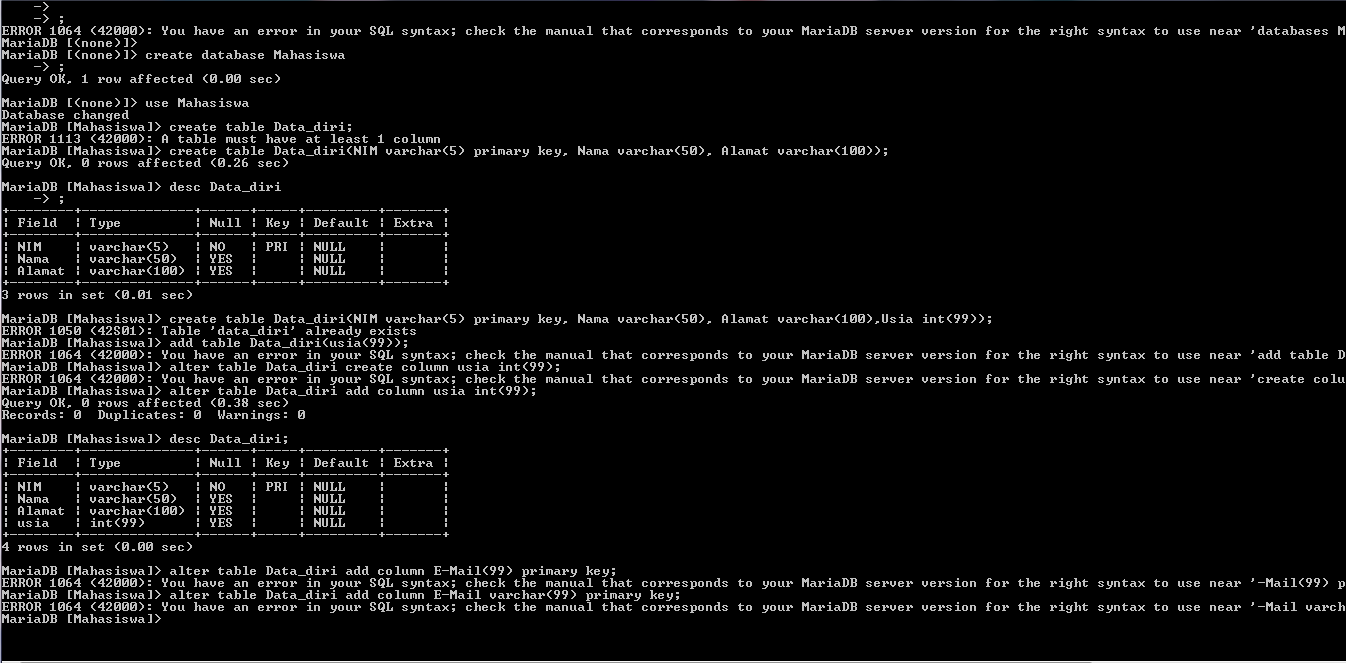 ->
    -> ;
ERROR 1064 (42000): You have an error in your SQL syntax; check the manual that corresponds to your MariaDB server version for the right syntax to use near 'databases M
MariaDB [(none)]>
MariaDB [(none)]> create database Mahasiswa
    -> ;
Query OK, 1 row affected (0.00 sec)

MariaDB [(none)]> use Mahasiswa
Database changed
MariaDB [Mahasiswa]> create table Data_diri;
ERROR 1113 (42000): A table must have at least 1 column
MariaDB [Mahasiswa]> create table Data_diri(NIM varchar(5) primary key, Nama varchar(50), Alamat varchar(100));
Query OK, 0 rows affected (0.26 sec)

MariaDB [Mahasiswa]> desc Data_diri
    -> ;
+--------+--------------+------+-----+---------+-------+
| Field  | Type         | Null | Key | Default | Extra |
+--------+--------------+------+-----+---------+-------+
| NIM    | varchar(5)   | NO   | PRI | NULL    |       |
| Nama   | varchar(50)  | YES  |     | NULL    |       |
| Alamat | varchar(100) | YES  |     | NULL    |       |
+--------+--------------+------+-----+---------+-------+
3 rows in set (0.01 sec)

MariaDB [Mahasiswa]> create table Data_diri(NIM varchar(5) primary key, Nama varchar(50), Alamat varchar(100),Usia int(99));
ERROR 1050 (42S01): Table 'data_diri' already exists
MariaDB [Mahasiswa]> add table Data_diri(usia(99));
ERROR 1064 (42000): You have an error in your SQL syntax; check the manual that corresponds to your MariaDB server version for the right syntax to use near 'add table D
MariaDB [Mahasiswa]> alter table Data_diri create column usia int(99);
ERROR 1064 (42000): You have an error in your SQL syntax; check the manual that corresponds to your MariaDB server version for the right syntax to use near 'create colu
MariaDB [Mahasiswa]> alter table Data_diri add column usia int(99);
Query OK, 0 rows affected (0.38 sec)
Records: 0  Duplicates: 0  Warnings: 0

MariaDB [Mahasiswa]> desc Data_diri;
+--------+--------------+------+-----+---------+-------+
| Field  | Type         | Null | Key | Default | Extra |
+--------+--------------+------+-----+---------+-------+
| NIM    | varchar(5)   | NO   | PRI | NULL    |       |
| Nama   | varchar(50)  | YES  |     | NULL    |       |
| Alamat | varchar(100) | YES  |     | NULL    |       |
| usia   | int(99)      | YES  |     | NULL    |       |
+--------+--------------+------+-----+---------+-------+
4 rows in set (0.00 sec)

MariaDB [Mahasiswa]> alter table Data_diri add column E-Mail(99) primary key;
ERROR 1064 (42000): You have an error in your SQL syntax; check the manual that corresponds to your MariaDB server version for the right syntax to use near '-Mail(99) p
MariaDB [Mahasiswa]> alter table Data_diri add column E-Mail varchar(99) primary key;
ERROR 1064 (42000): You have an error in your SQL syntax; check the manual that corresponds to your MariaDB server version for the right syntax to use near '-Mail varch
MariaDB [Mahasiswa]>